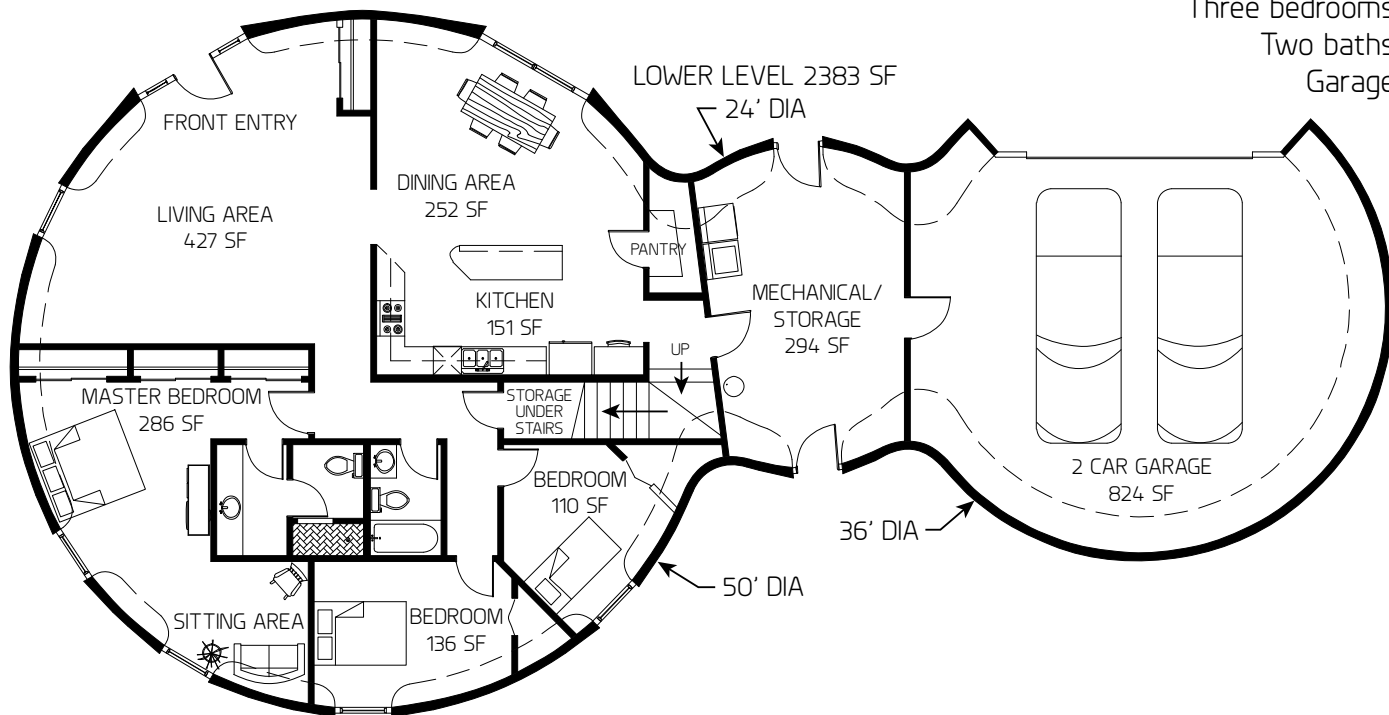 Three bedrooms
Two baths
Garage
LOWER LEVEL 2383 SF
24' DIA
FRONT ENTRY
DINING AREA
252 SF
LIVING AREA
427 SF
PANTRY
KITCHEN
151 SF
MECHANICAL/
STORAGE
294 SF
UP
MASTER BEDROOM
286 SF
STORAGE
UNDER
STAIRS
BEDROOM
110 SF
2 CAR GARAGE
824 SF
36' DIA
50' DIA
SITTING AREA
BEDROOM
136 SF